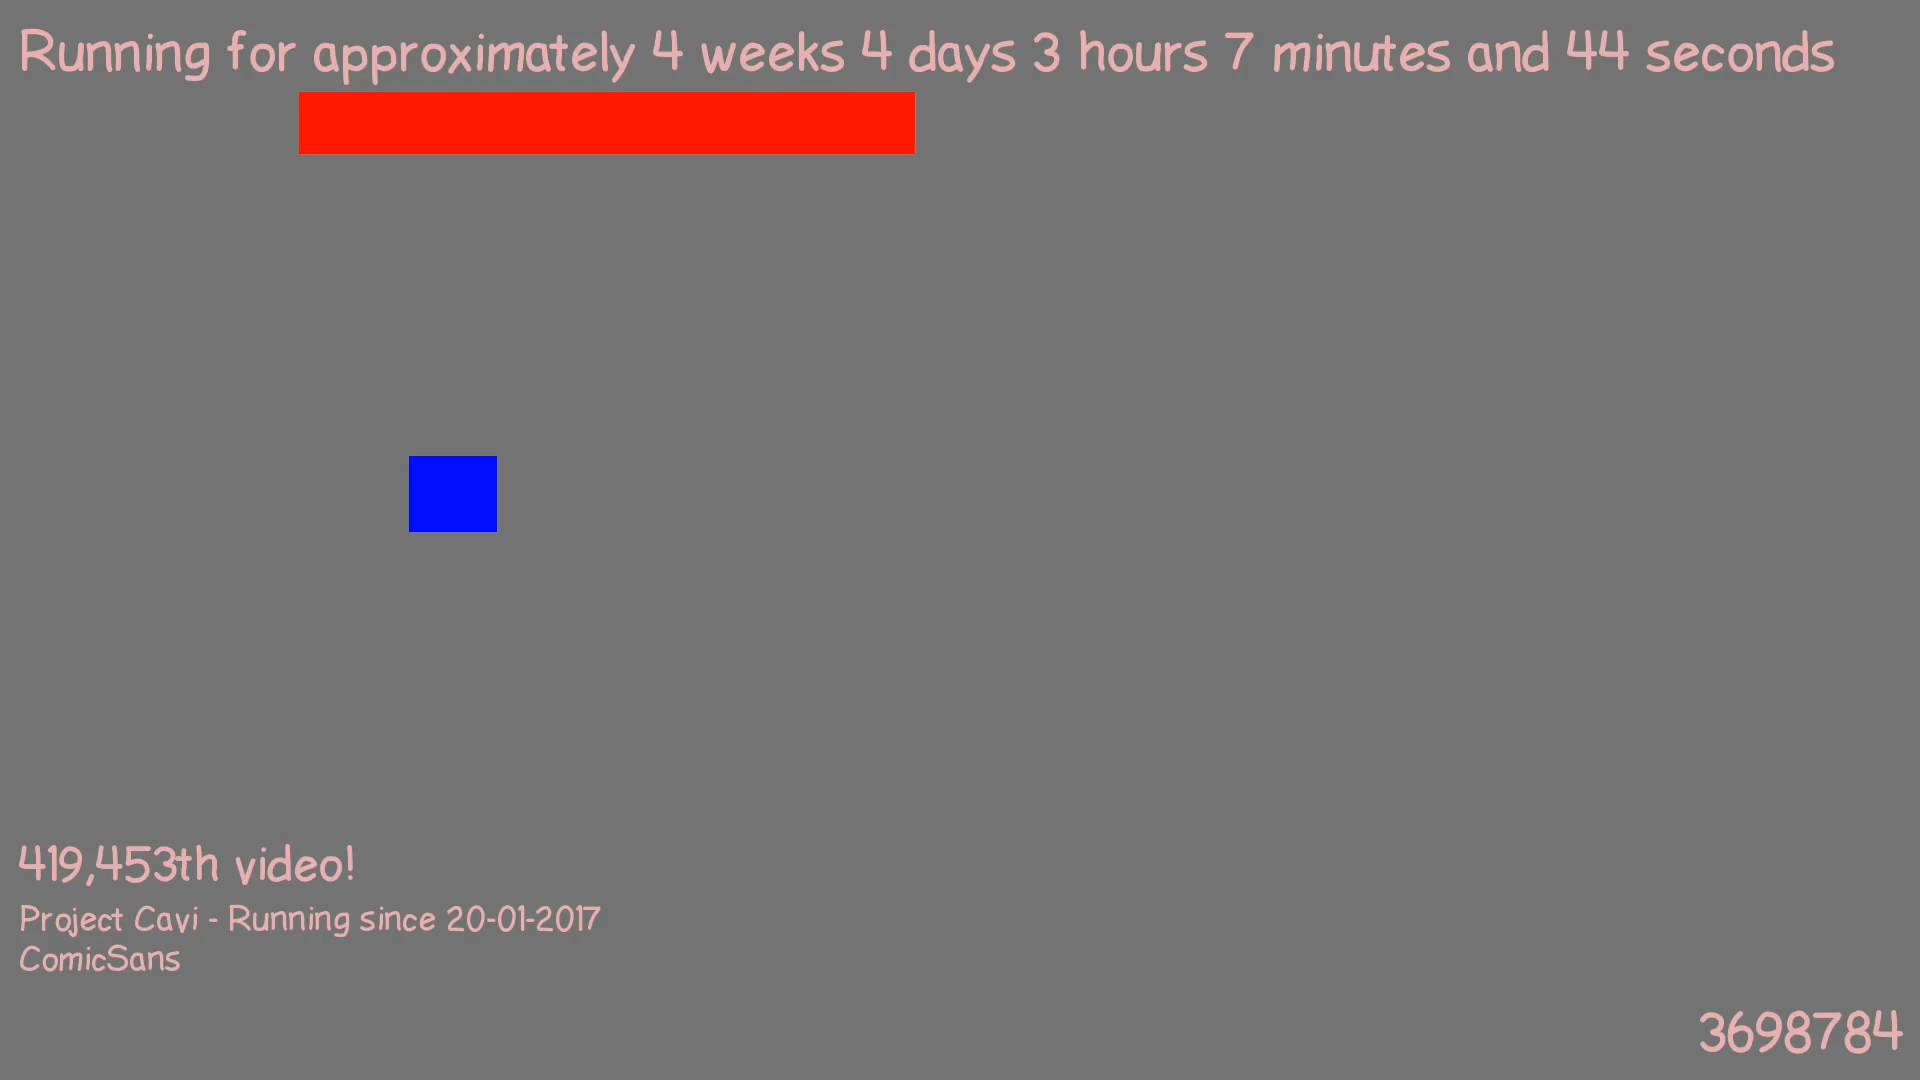 Running for approximately 4 weeks 4 days 3 hours 7 minutes and 44 seconds
419,453th video!
Project Cavi - Running since 20-01-2017
ComicSans
3698784